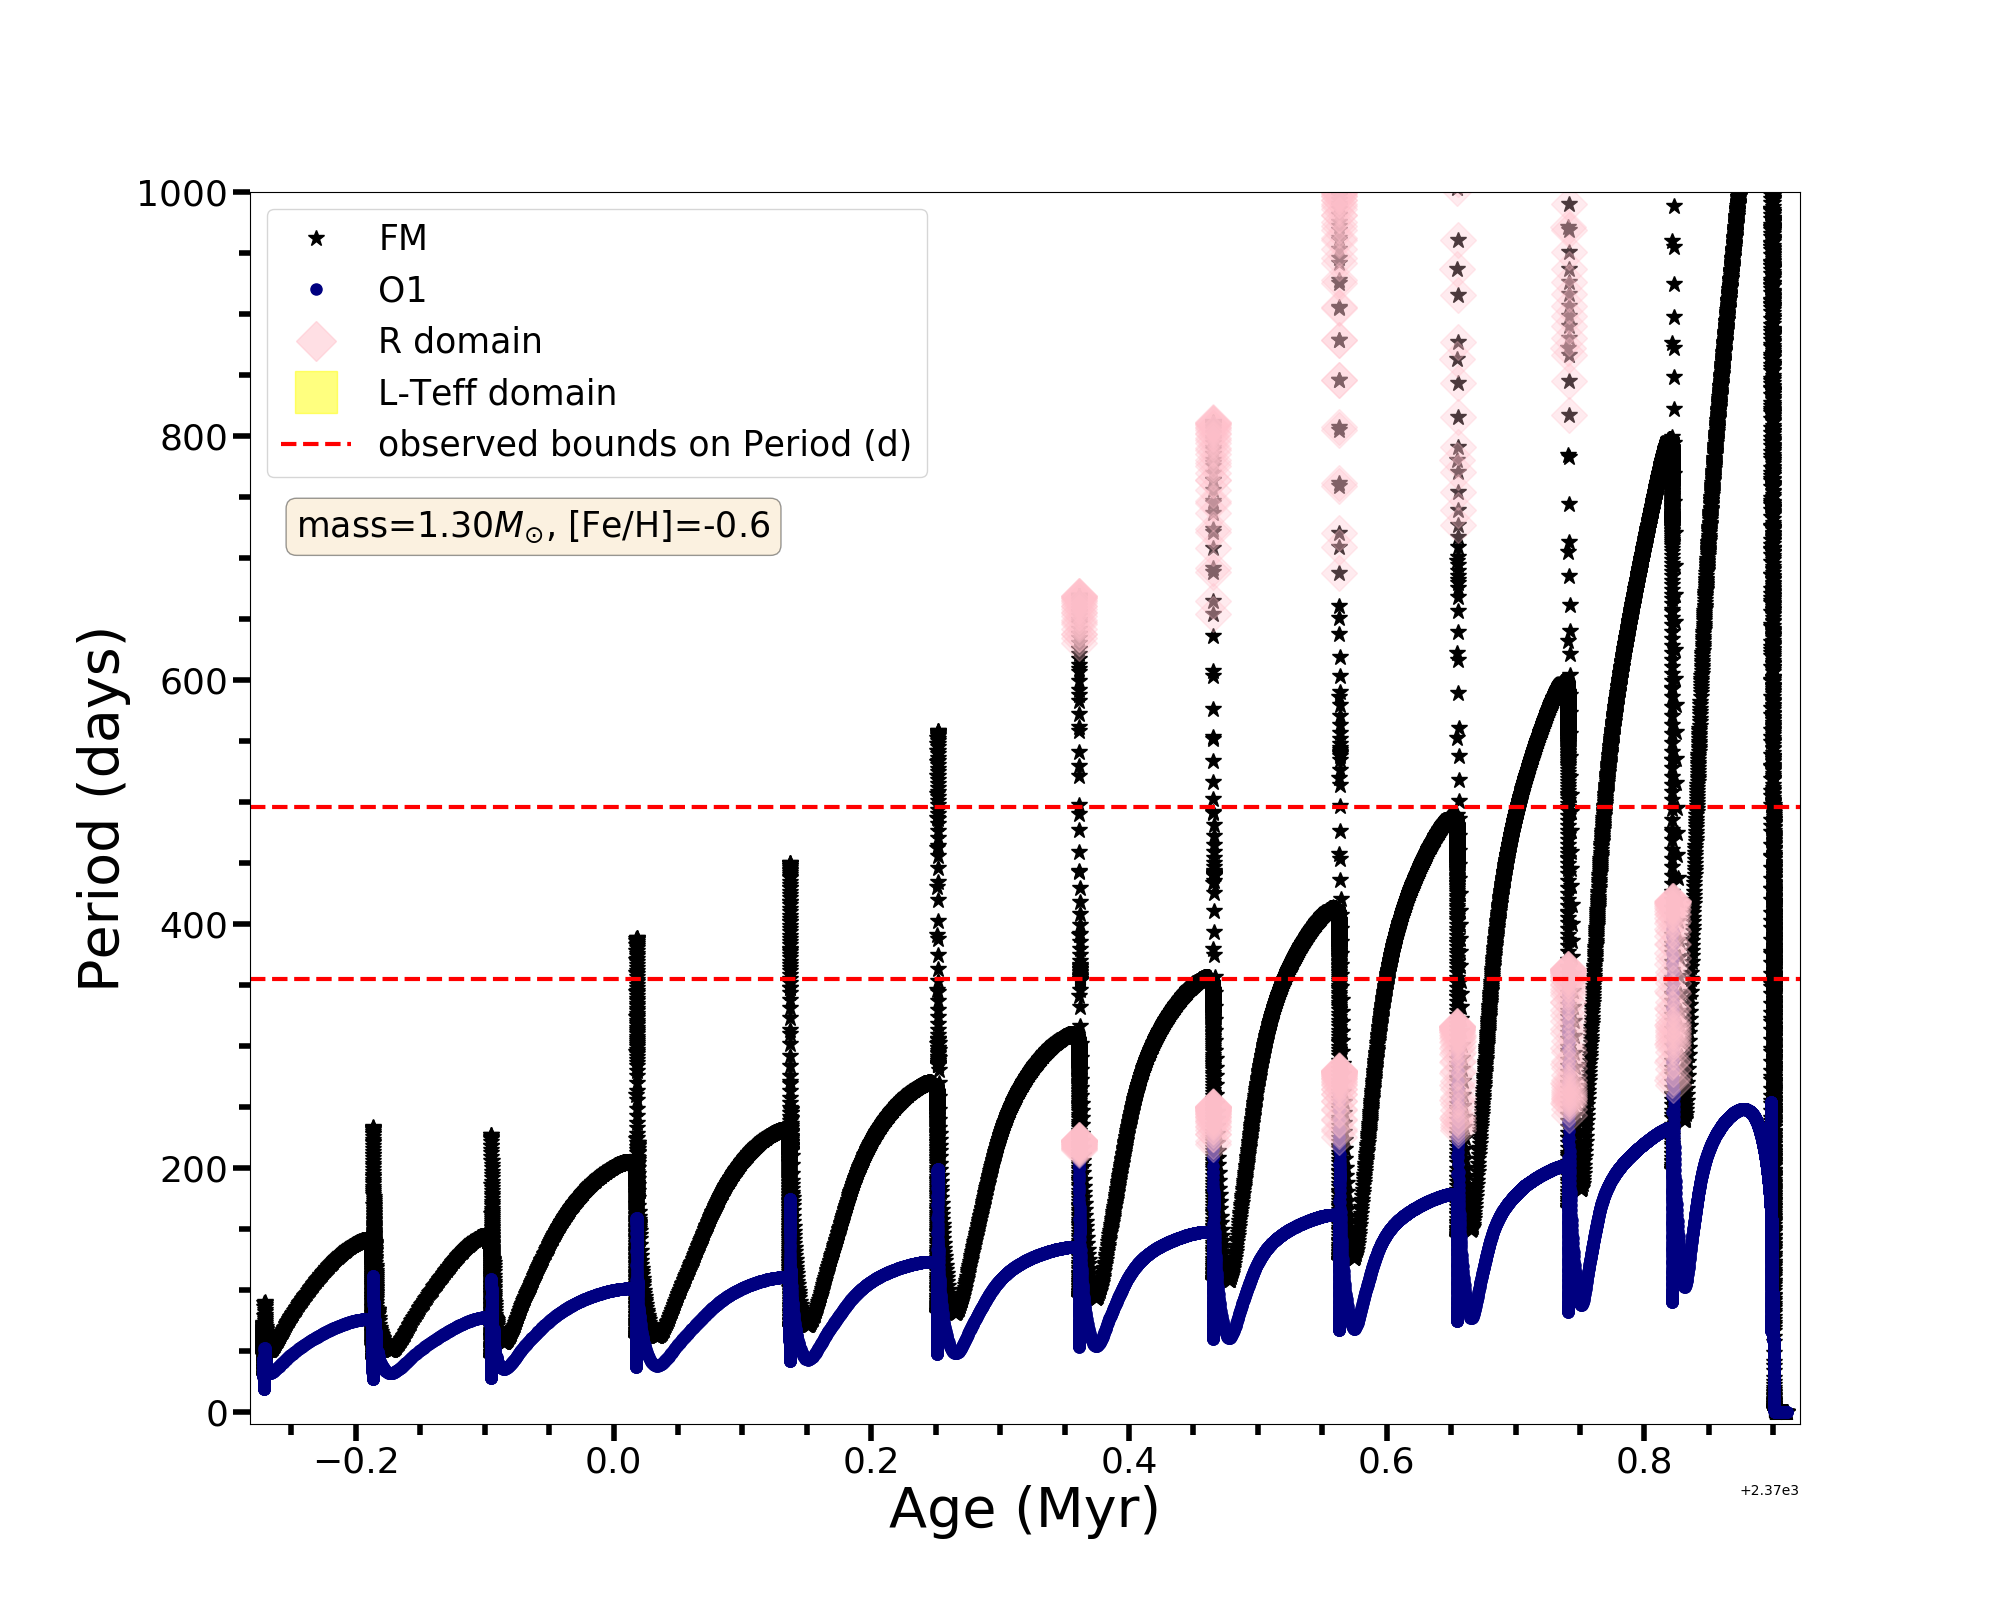 1000
800
600
400
200
0
Period (days)
FM
O1
R domain
L-Teff domain
observed bounds on Period (d)
mass=1.30M⊙, [Fe/H]=-0.6
−0.2 0.0 0.2 0.4 0.6 0.8
+2.37e3
Age (Myr)